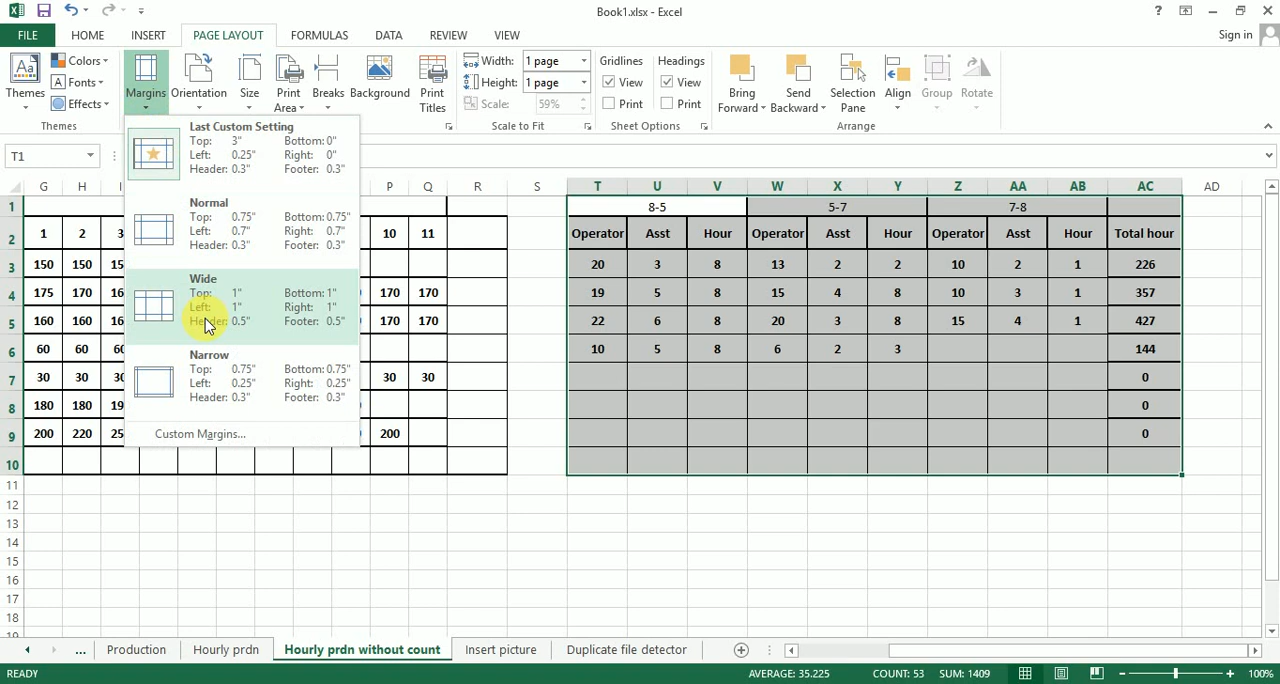 Book1.xlsx - Excel
?
FILE HOME INSERT PAGE LAYOUT FORMULAS DATA REVIEW VIEW Sign in
Aa Themes Colors Fonts Effects
Margins Orientation Size Print Area Breaks Background Print Titles
Width: 1 page
Height: 1 page
Scale: 59%
Gridlines Headings
View View
Print Print
Bring Forward Send Backward Selection Pane Align Group Rotate
Themes Scale to Fit Sheet Options Arrange
T1
Last Custom Setting
Top: 3" Bottom: 0"
Left: 0.25" Right: 0"
Header: 0.3" Footer: 0.3"
Normal
Top: 0.75" Bottom: 0.75"
Left: 0.7" Right: 0.7"
Header: 0.3" Footer: 0.3"
Wide
Top: 1" Bottom: 1"
Left: 1" Right: 1"
Header: 0.5" Footer: 0.5"
Narrow
Top: 0.75" Bottom: 0.75"
Left: 0.25" Right: 0.25"
Header: 0.3" Footer: 0.3"
Custom Margins...
G H I P Q R S T U V W X Y Z AA AB AC AD
1 8-5 5-7 7-8
2 1 2 3 10 11 Operator Asst Hour Operator Asst Hour Operator Asst Hour Total hour
3 150 150 20 3 8 13 2 2 10 2 1 226
4 175 170 170 170 19 5 8 15 4 8 10 3 1 357
5 160 160 170 170 22 6 8 20 3 8 15 4 1 427
6 60 60 10 5 8 6 2 3 144
7 30 30 30 30 0
8 180 180 0
9 200 220 200 0
10
11
12
13
14
15
16
17
18
... Production Hourly prdn Hourly prdn without count Insert picture Duplicate file detector
READY AVERAGE: 35.225 COUNT: 53 SUM: 1409 100%